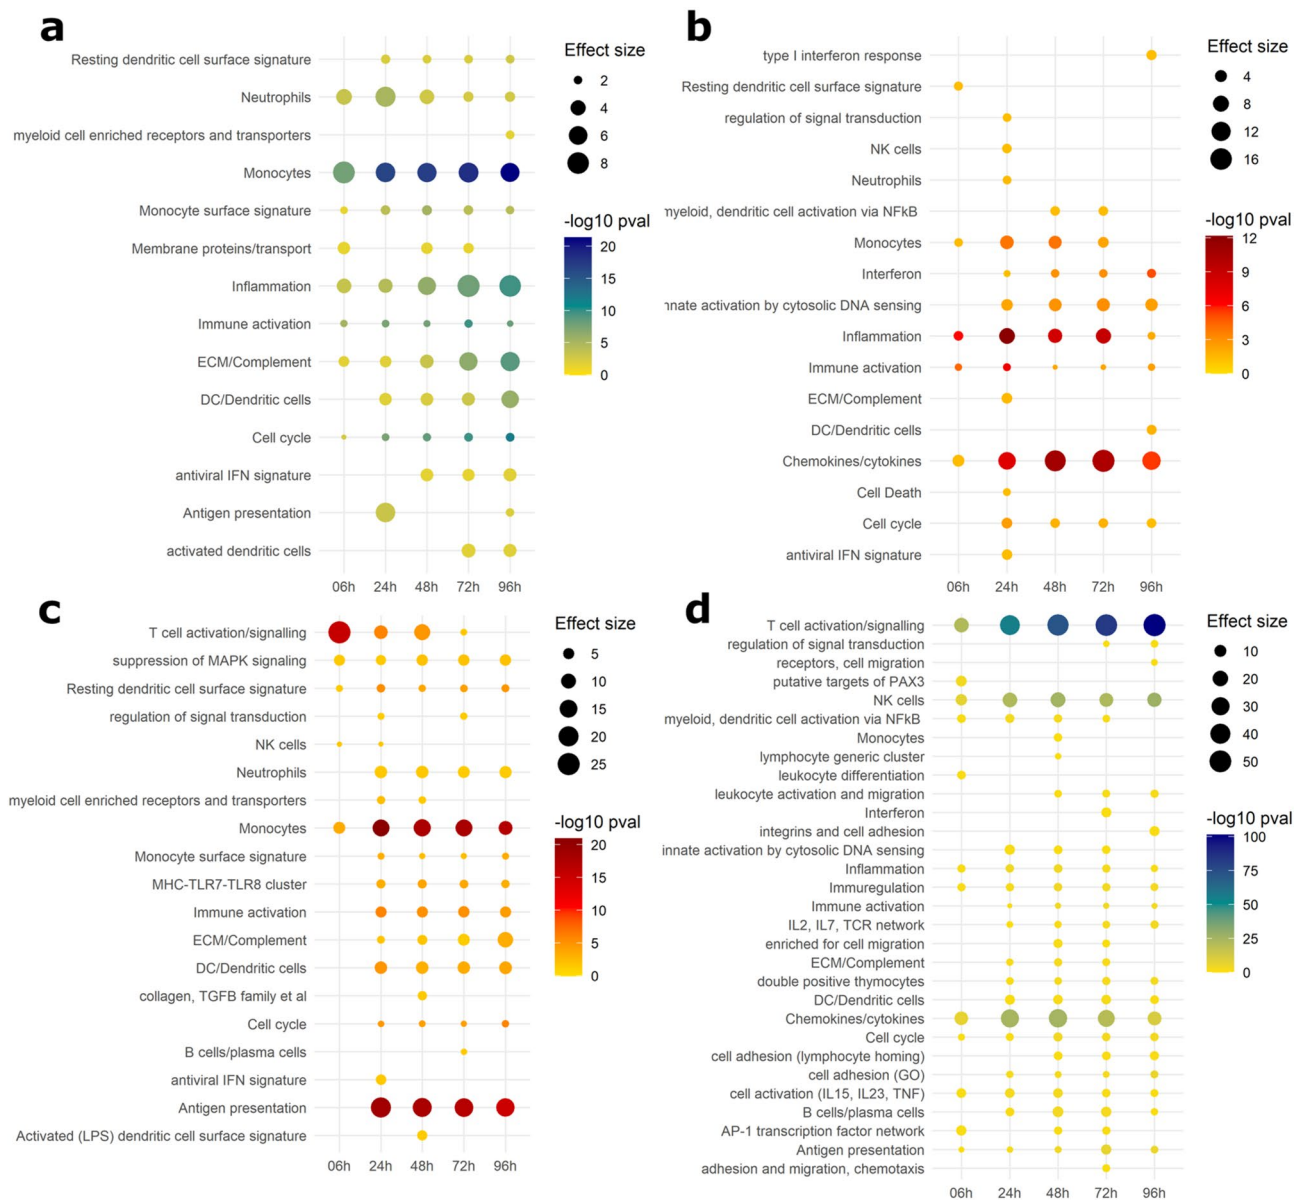 a
Resting dendritic cell surface signature
Neutrophils
myeloid cell enriched receptors and transporters
Monocytes
Monocyte surface signature
Membrane proteins/transport
Inflammation
Immune activation
ECM/Complement
DC/Dendritic cells
Cell cycle
antiviral IFN signature
Antigen presentation
activated dendritic cells
06h 24h 48h 72h 96h
Effect size
2
4
6
8
-log10 pval
20
15
10
5
0
b
type I interferon response
Resting dendritic cell surface signature
regulation of signal transduction
NK cells
Neutrophils
myeloid, dendritic cell activation via NFkB
Monocytes
Interferon
nnate activation by cytosolic DNA sensing
Inflammation
Immune activation
ECM/Complement
DC/Dendritic cells
Chemokines/cytokines
Cell Death
Cell cycle
antiviral IFN signature
06h 24h 48h 72h 96h
Effect size
4
8
12
16
-log10 pval
12
9
6
3
0
c
T cell activation/signalling
suppression of MAPK signaling
Resting dendritic cell surface signature
regulation of signal transduction
NK cells
Neutrophils
myeloid cell enriched receptors and transporters
Monocytes
Monocyte surface signature
MHC-TLR7-TLR8 cluster
Immune activation
ECM/Complement
DC/Dendritic cells
collagen, TGFB family et al
Cell cycle
B cells/plasma cells
antiviral IFN signature
Antigen presentation
Activated (LPS) dendritic cell surface signature
06h 24h 48h 72h 96h
Effect size
5
10
15
20
25
-log10 pval
20
15
10
5
0
d
T cell activation/signalling
regulation of signal transduction
receptors, cell migration
putative targets of PAX3
NK cells
myeloid, dendritic cell activation via NFkB
Monocytes
lymphocyte generic cluster
leukocyte differentiation
leukocyte activation and migration
Interferon
integrins and cell adhesion
innate activation by cytosolic DNA sensing
Inflammation
Immuregulation
Immune activation
IL2, IL7, TCR network
enriched for cell migration
ECM/Complement
double positive thymocytes
DC/Dendritic cells
Chemokines/cytokines
Cell cycle
cell adhesion (lymphocyte homing)
cell adhesion (GO)
cell activation (IL15, IL23, TNF)
B cells/plasma cells
AP-1 transcription factor network
Antigen presentation
adhesion and migration, chemotaxis
06h 24h 48h 72h 96h
Effect size
10
20
30
40
50
-log10 pval
100
75
50
25
0